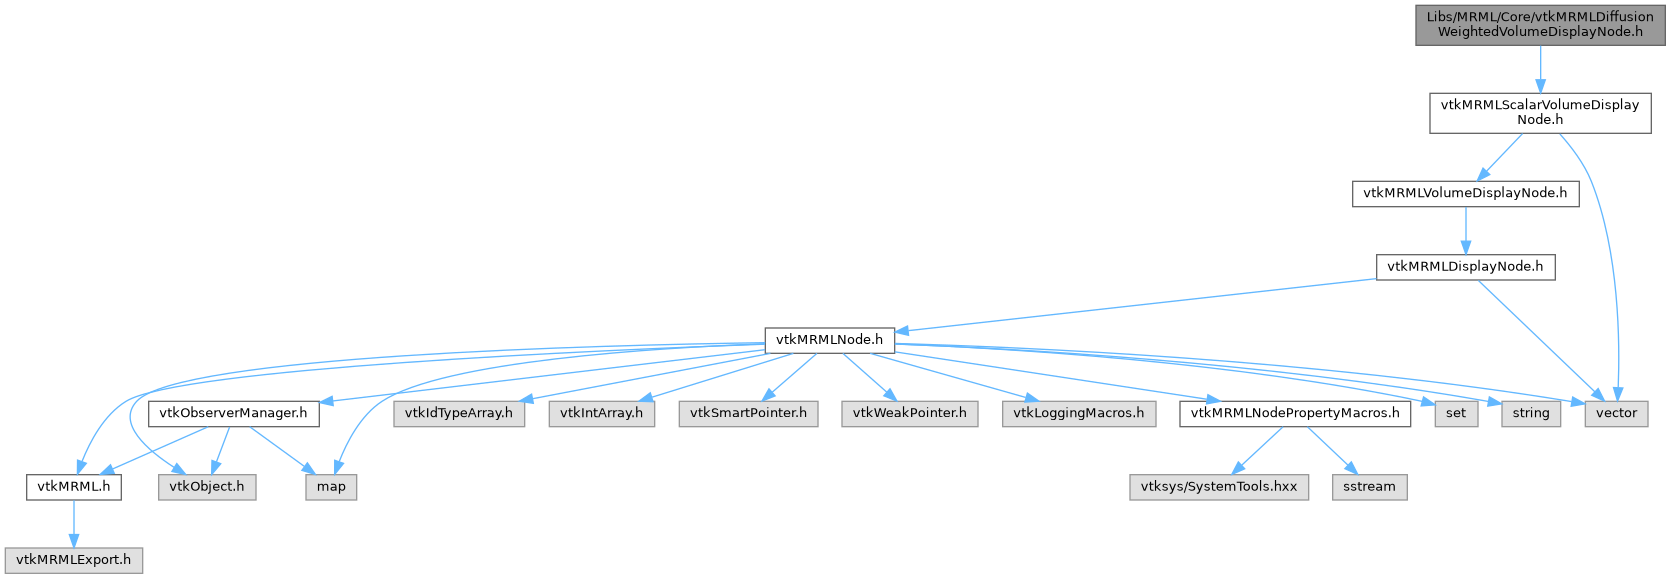 Libs/MRML/Core/vtkMRMLDiffusion
WeightedVolumeDisplayNode.h
vtkMRMLScalarVolumeDisplay
Node.h
vtkMRMLVolumeDisplayNode.h
vtkMRMLDisplayNode.h
vtkMRMLNode.h
vtkObserverManager.h
vtkIdTypeArray.h
vtkIntArray.h
vtkSmartPointer.h
vtkWeakPointer.h
vtkLoggingMacros.h
vtkMRMLNodePropertyMacros.h
set
string
vector
vtkMRML.h
vtkObject.h
map
vtksys/SystemTools.hxx
sstream
vtkMRMLExport.h